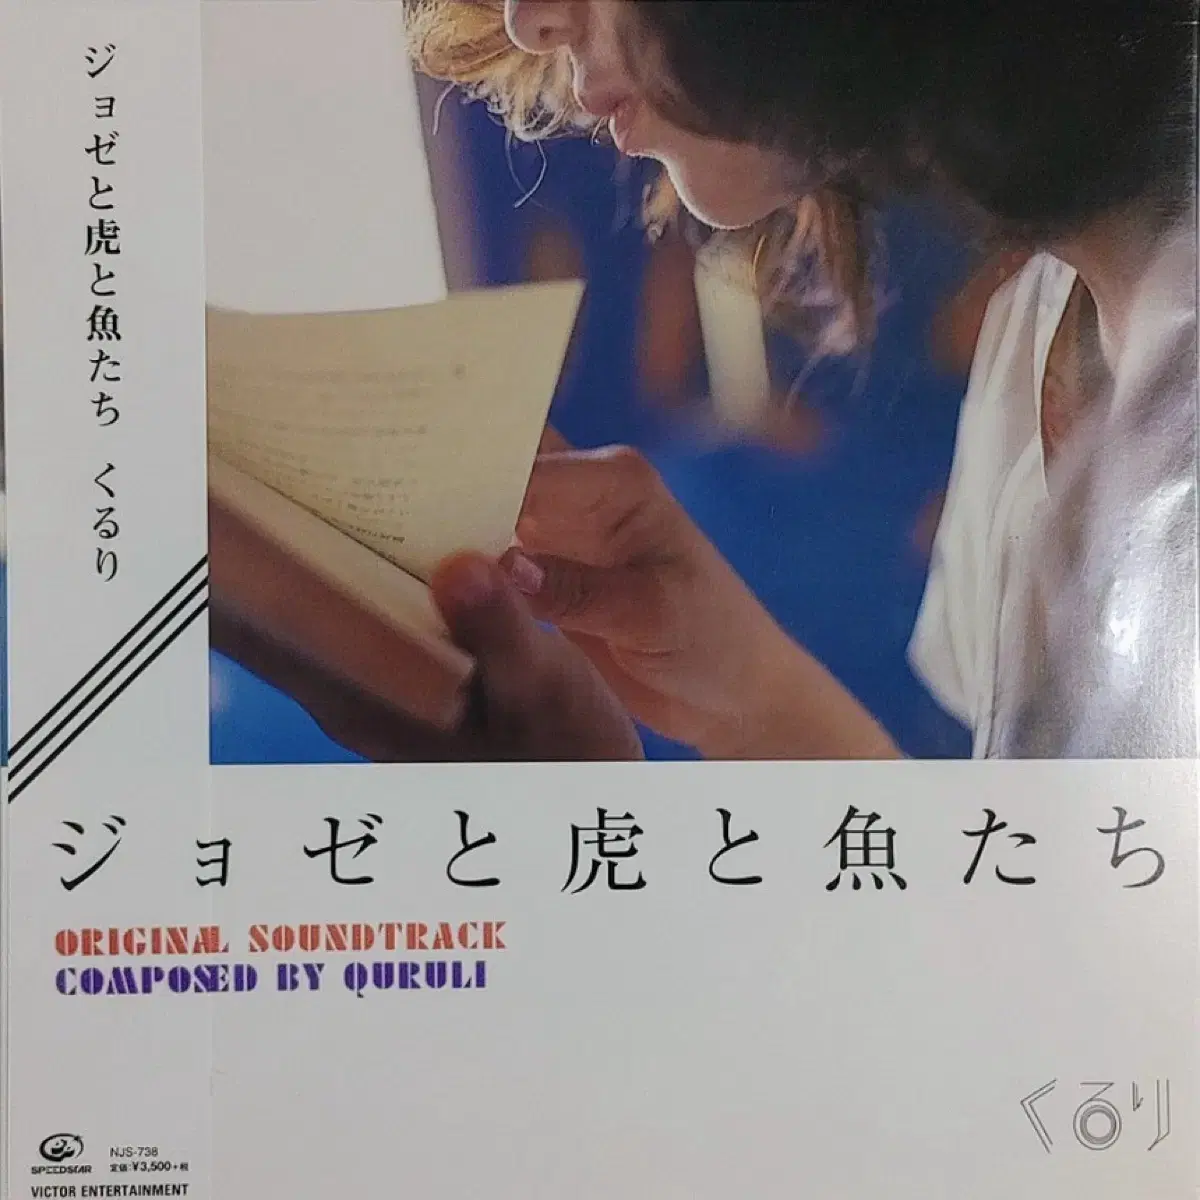 ジョゼと虎と魚たち くるり
ジョゼと虎と魚たち
ORIGINAL SOUNDTRACK
COMPOSED BY QURULI
くるり
SPEEDSTAR
NJS-738
定価:¥3,500+税
VICTOR ENTERTAINMENT